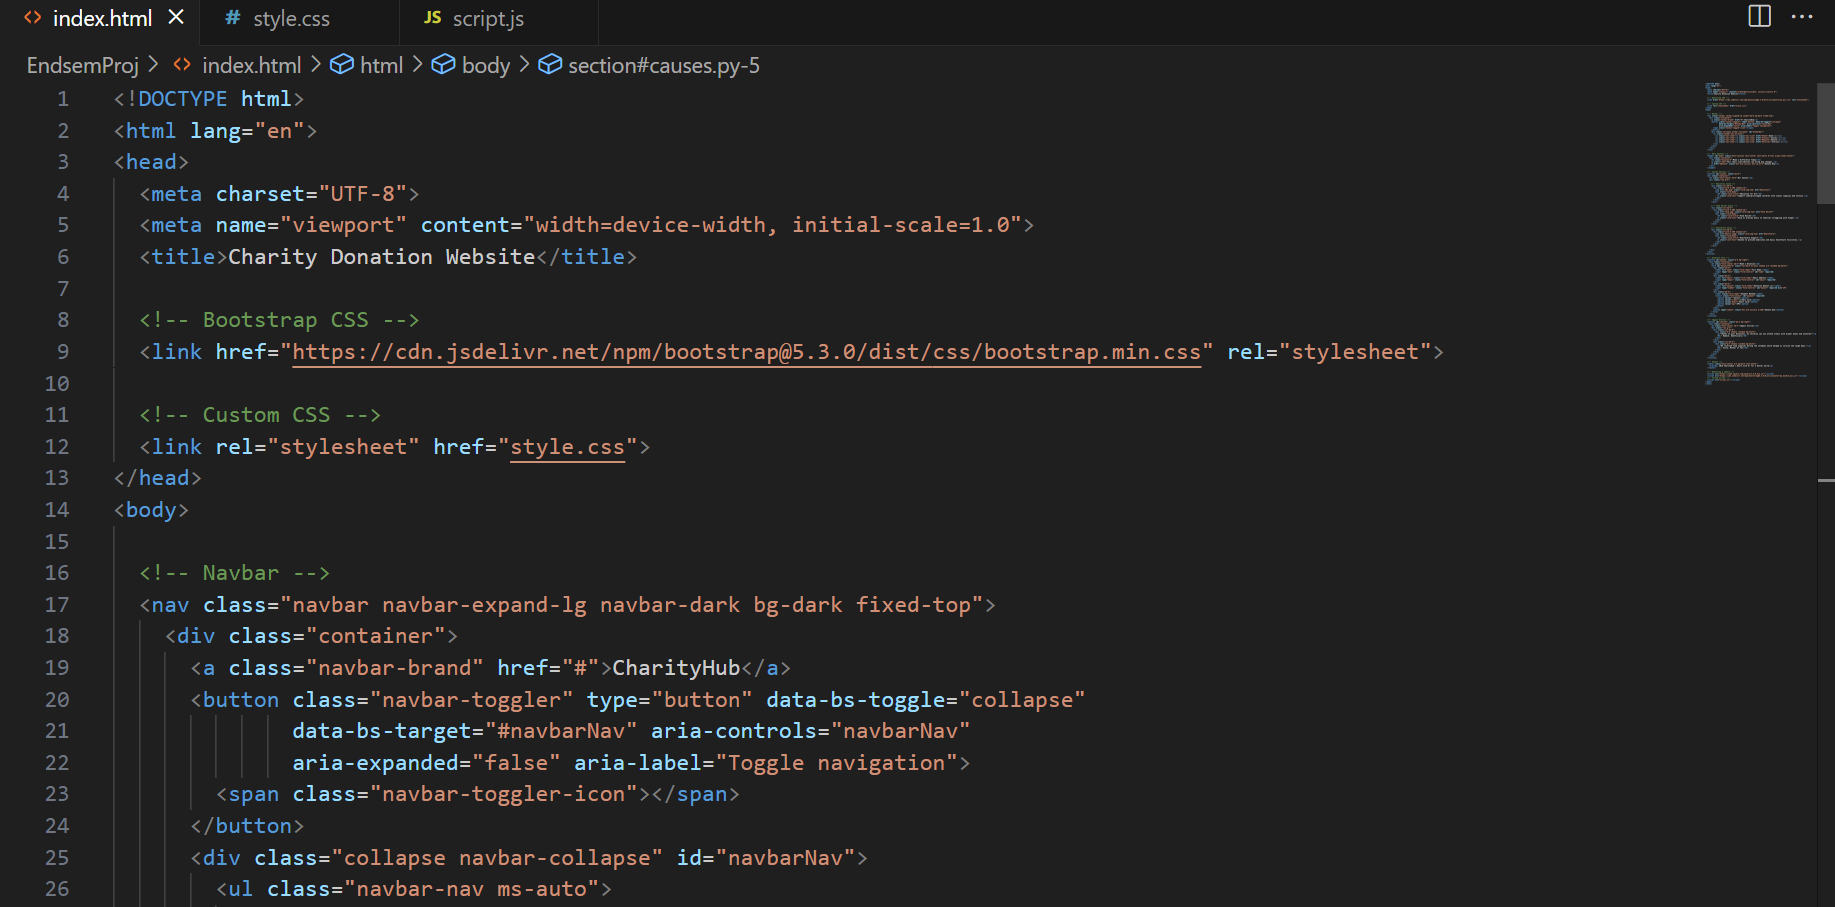 index.html
# style.css
JS script.js
EndsemProj > index.html > html > body > section#causes.py-5
1 <!DOCTYPE html>
2 <html lang="en">
3 <head>
4   <meta charset="UTF-8">
5   <meta name="viewport" content="width=device-width, initial-scale=1.0">
6   <title>Charity Donation Website</title>
7
8   <!-- Bootstrap CSS -->
9   <link href="https://cdn.jsdelivr.net/npm/bootstrap@5.3.0/dist/css/bootstrap.min.css" rel="stylesheet">
10
11   <!-- Custom CSS -->
12   <link rel="stylesheet" href="style.css">
13 </head>
14 <body>
15
16   <!-- Navbar -->
17   <nav class="navbar navbar-expand-lg navbar-dark bg-dark fixed-top">
18     <div class="container">
19       <a class="navbar-brand" href="#">CharityHub</a>
20       <button class="navbar-toggler" type="button" data-bs-toggle="collapse"
21               data-bs-target="#navbarNav" aria-controls="navbarNav"
22               aria-expanded="false" aria-label="Toggle navigation">
23         <span class="navbar-toggler-icon"></span>
24       </button>
25       <div class="collapse navbar-collapse" id="navbarNav">
26         <ul class="navbar-nav ms-auto">